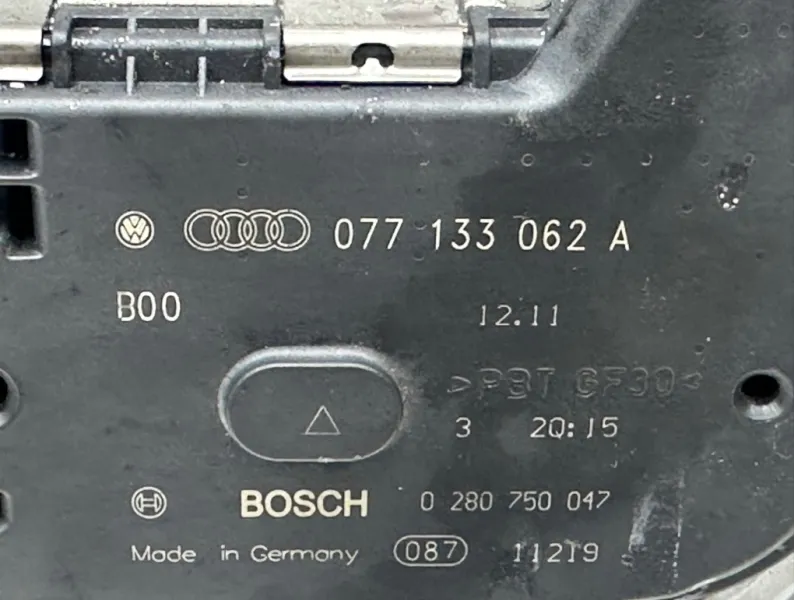 077 133 062 A
B00 12.11
>PBT GF30<
3 20:15
BOSCH 0 280 750 047
Made in Germany 087 11219